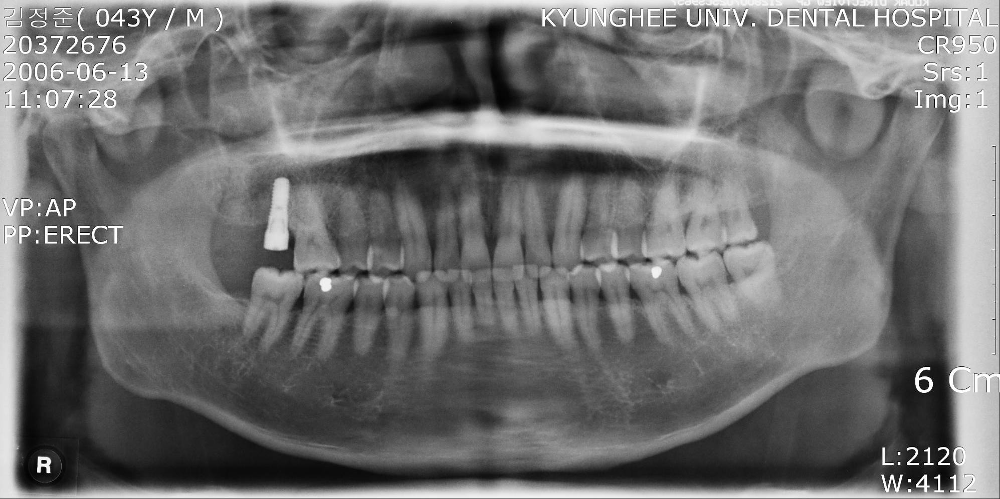 김정준( 043Y / M )
20372676
2006-06-13
11:07:28
KYUNGHEE UNIV. DENTAL HOSPITAL
CR950
Srs:1
Img:1
VP:AP
PP:ERECT
6 Cm
R
L:2120
W:4112